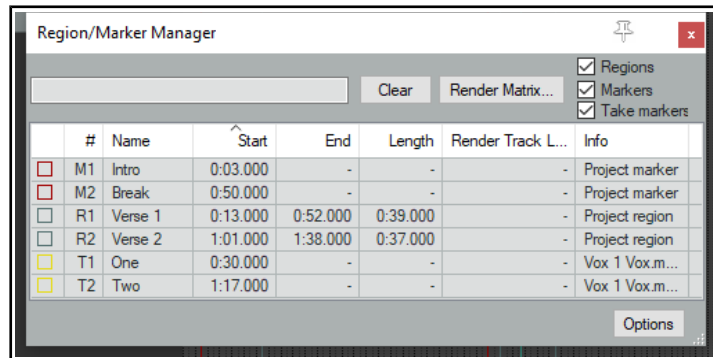 Region/Marker Manager
x
Regions
Clear Render Matrix... Markers
Take markers
# Name Start End Length Render Track L... Info
M1 Intro 0:03.000 - - - Project marker
M2 Break 0:50.000 - - - Project marker
R1 Verse 1 0:13.000 0:52.000 0:39.000 - Project region
R2 Verse 2 1:01.000 1:38.000 0:37.000 - Project region
T1 One 0:30.000 - - - Vox 1 Vox.m...
T2 Two 1:17.000 - - - Vox 1 Vox.m...
Options